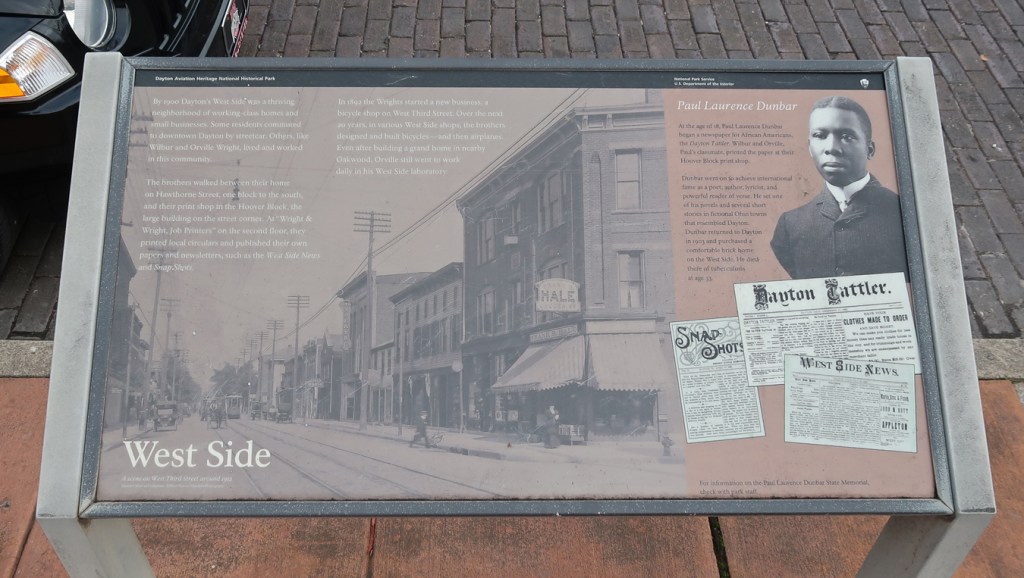 Dayton Aviation Heritage National Historical Park
National Park Service
U.S. Department of the Interior
By 1900 Dayton's West Side was a thriving
neighborhood of working-class homes and
small businesses. Some residents commuted
to downtown Dayton by streetcar. Others, like
Wilbur and Orville Wright, lived and worked
in this community.
The brothers walked between their home
on Hawthorne Street, one block to the south,
and their print shop in the Hoover Block, the
large building on the street corner. At "Wright &
Wright, Job Printers" on the second floor, they
printed local circulars and published their own
papers and newsletters, such as the West Side News
and Snap-Shots.
In 1892 the Wrights started a new business, a
bicycle shop on West Third Street. Over the next
20 years, in various West Side shops, the brothers
designed and built bicycles—and then airplanes.
Even after building a grand home in nearby
Oakwood, Orville still went to work
daily in his West Side laboratory.
HALE
West Side
A scene on West Third Street around
Paul Laurence Dunbar
At the age of 18, Paul Laurence Dunbar
began a newspaper for African Americans,
the Dayton Tattler. Wilbur and Orville,
Paul's classmate, printed the paper at their
Hoover Block print shop.
Dunbar went on to achieve international
fame as a poet, author, lyricist, and
powerful reader of verse. He set one
of his novels and several short
stories in fictional Ohio towns
that resembled Dayton.
Dunbar returned to Dayton
in 1903 and purchased a
comfortable brick home
on the West Side. He died
there of tuberculosis
at age 33.
Dayton Tattler.
CLOTHES MADE TO ORDER
SNAP
SHOTS
WEST SIDE NEWS.
APPLETON
For information on the Paul Laurence Dunbar State Memorial,
check with park staff.